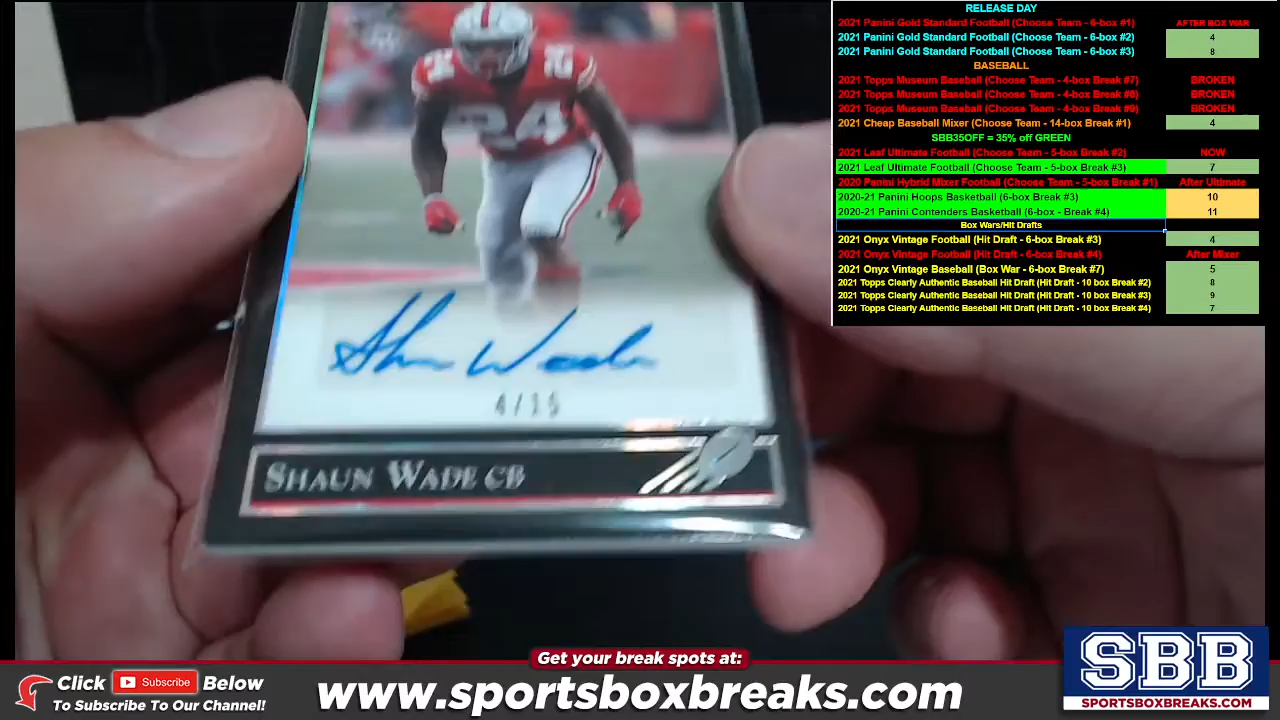 RELEASE DAY
2021 Panini Gold Standard Football (Choose Team - 6-box #1) AFTER BOX WAR
2021 Panini Gold Standard Football (Choose Team - 6-box #2) 4
2021 Panini Gold Standard Football (Choose Team - 6-box #3) 8
BASEBALL
2021 Topps Museum Baseball (Choose Team - 4-box Break #7) BROKEN
2021 Topps Museum Baseball (Choose Team - 4-box Break #8) BROKEN
2021 Topps Museum Baseball (Choose Team - 4-box Break #9) BROKEN
2021 Cheap Baseball Mixer (Choose Team - 14-box Break #1) 4
SBB35OFF = 35% off GREEN
2021 Leaf Ultimate Football (Choose Team - 5-box Break #2) NOW
2021 Leaf Ultimate Football (Choose Team - 5-box Break #3) 7
2020 Panini Hybrid Mixer Football (Choose Team - 5-box Break #1) After Ultimate
2020-21 Panini Hoops Basketball (6-box Break #3) 10
2020-21 Panini Contenders Basketball (6-box - Break #4) 11
Box Wars/Hit Drafts
2021 Onyx Vintage Football (Hit Draft - 6-box Break #3) 4
2021 Onyx Vintage Football (Hit Draft - 6-box Break #4) After Mixer
2021 Onyx Vintage Baseball (Box War - 6-box Break #7) 5
2021 Topps Clearly Authentic Baseball Hit Draft (Hit Draft - 10 box Break #2) 8
2021 Topps Clearly Authentic Baseball Hit Draft (Hit Draft - 10 box Break #3) 9
2021 Topps Clearly Authentic Baseball Hit Draft (Hit Draft - 10 box Break #4) 7
24
24
Shaun Wade
4/15
SHAUN WADE CB
Get your break spots at:
Click Subscribe Below
To Subscribe To Our Channel!
www.sportsboxbreaks.com
SBB
SPORTSBOXBREAKS.COM